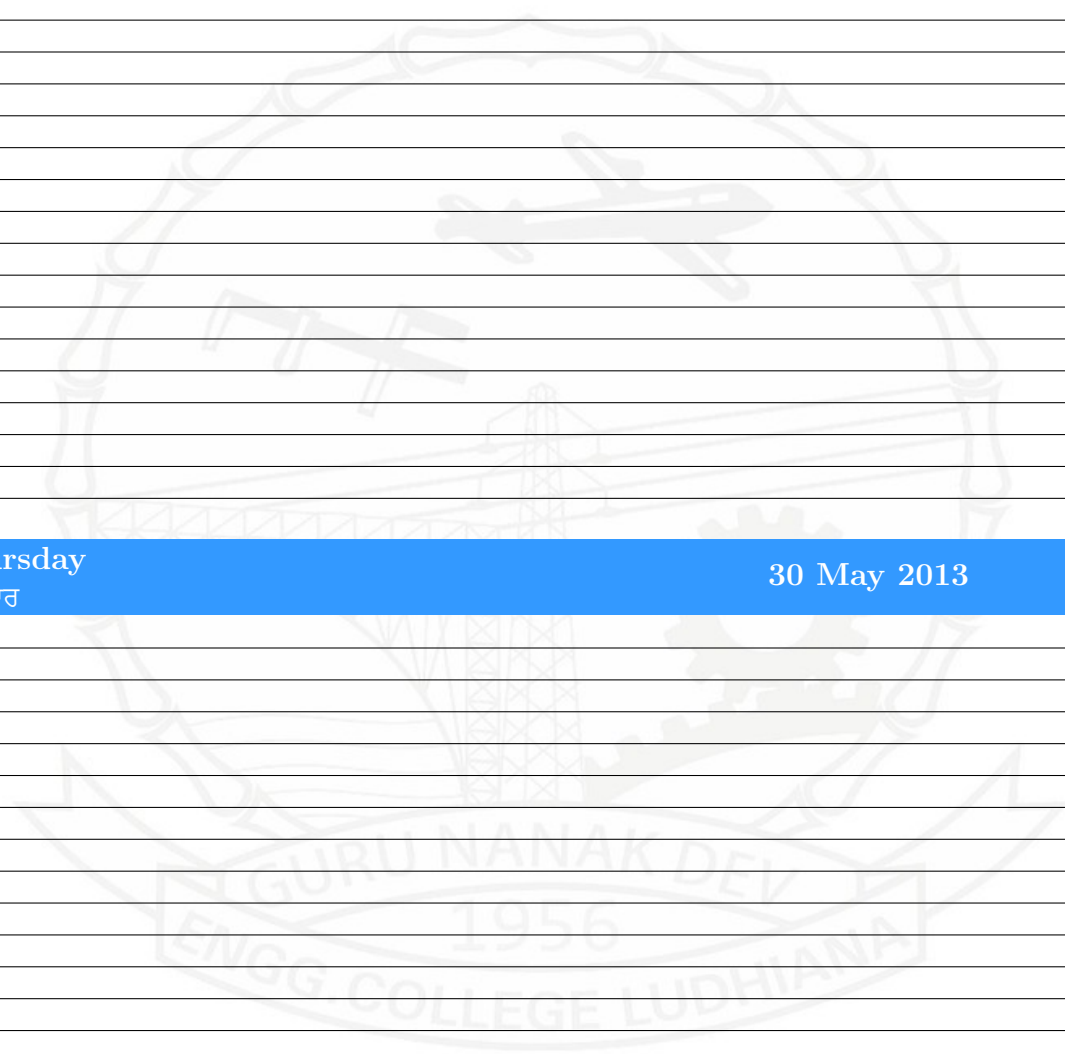 rsday
30 May 2013
ਾਰ
GURU NANAK DEV
1956
ENGG. COLLEGE LUDHIANA